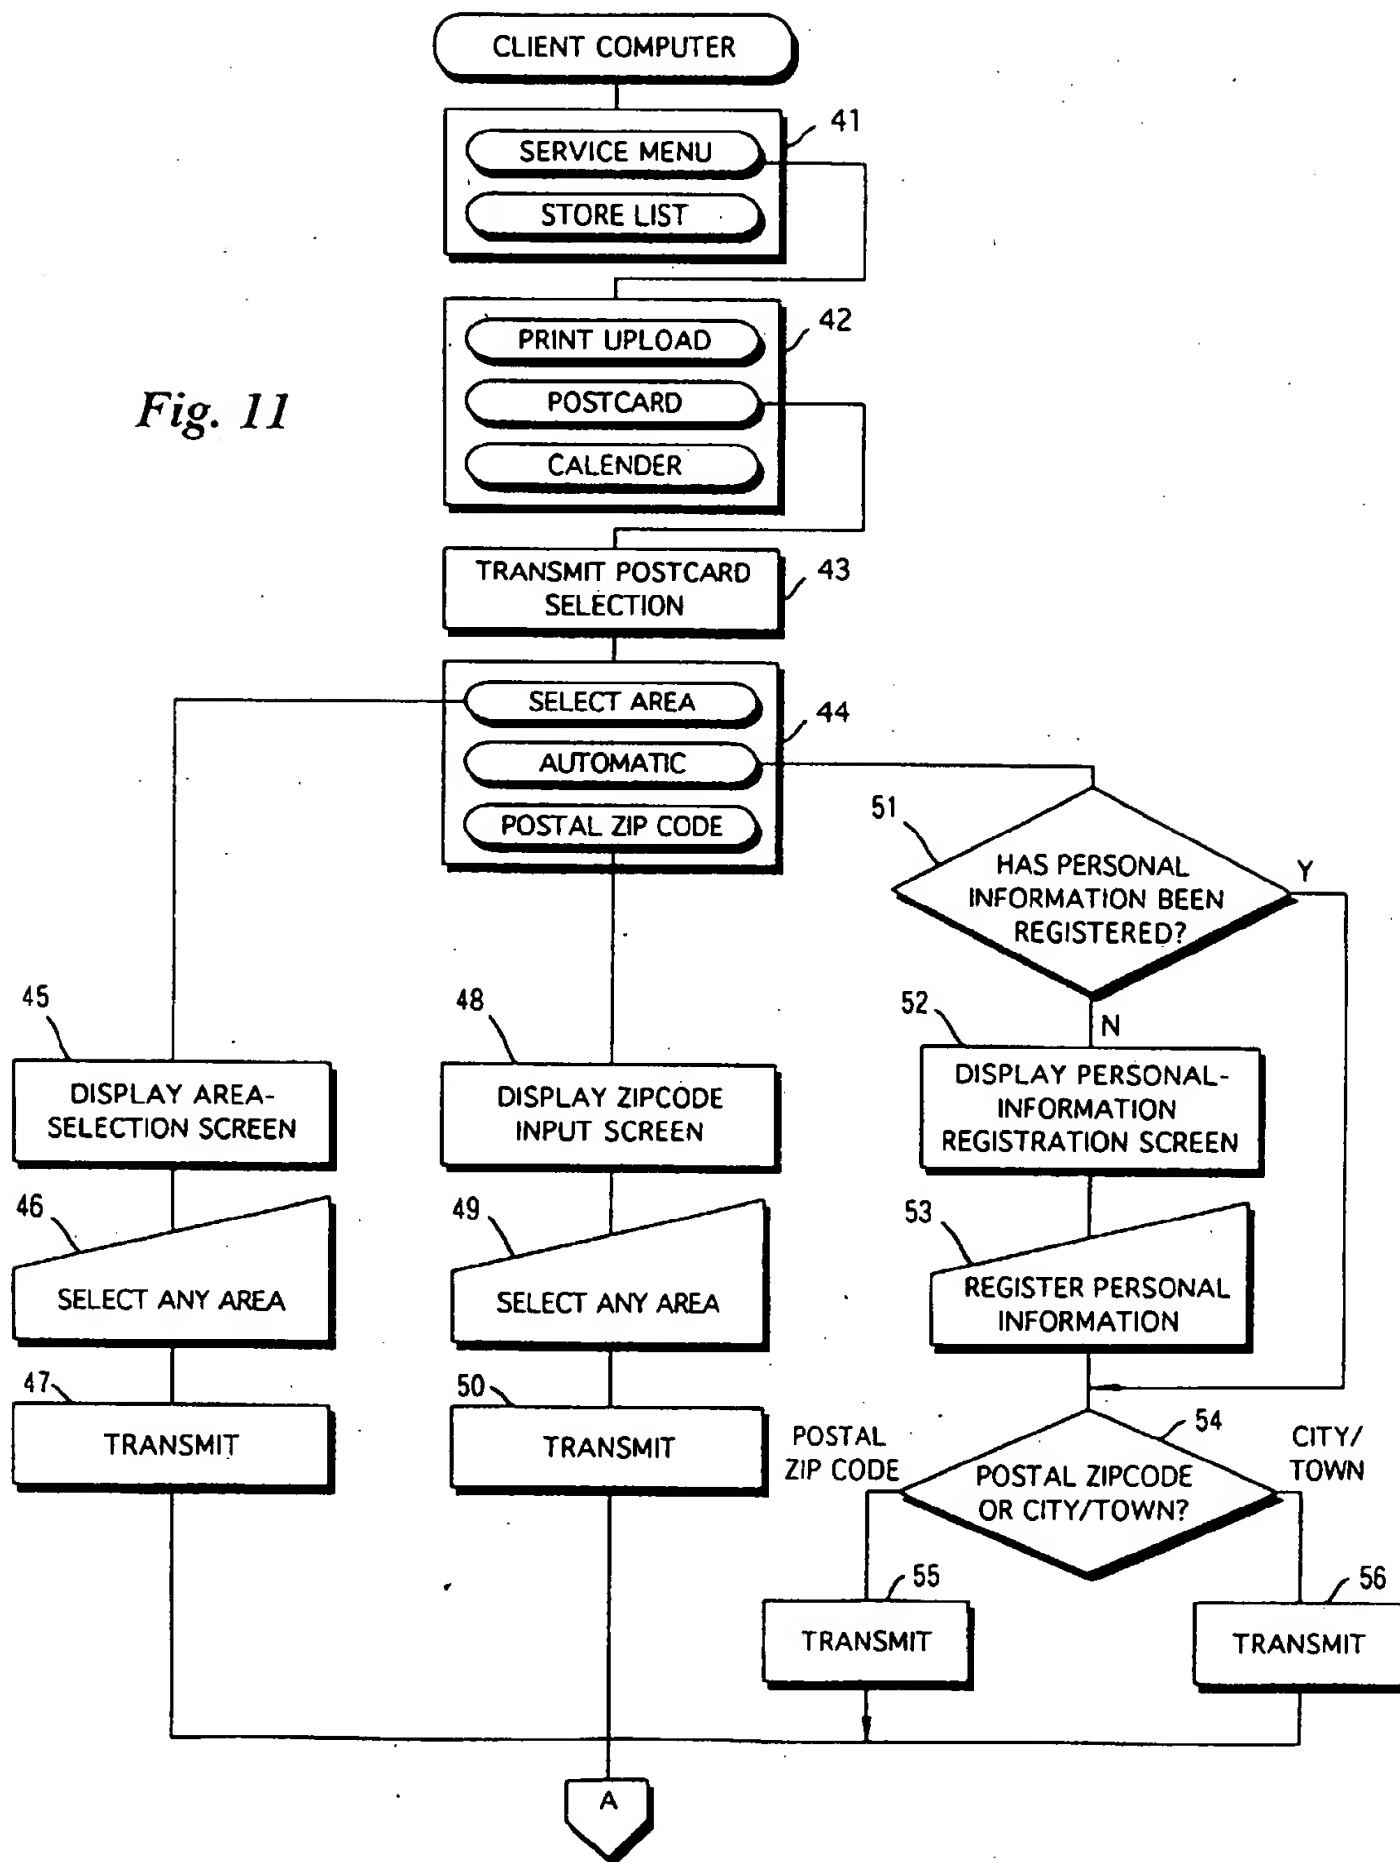 CLIENT COMPUTER
41
SERVICE MENU
STORE LIST
42
PRINT UPLOAD
POSTCARD
CALENDER
Fig. 11
43
TRANSMIT POSTCARD
SELECTION
44
SELECT AREA
AUTOMATIC
POSTAL ZIP CODE
51
HAS PERSONAL
INFORMATION BEEN
REGISTERED?
Y
N
45
DISPLAY AREA-
SELECTION SCREEN
46
SELECT ANY AREA
47
TRANSMIT
48
DISPLAY ZIPCODE
INPUT SCREEN
49
SELECT ANY AREA
50
TRANSMIT
52
DISPLAY PERSONAL-
INFORMATION
REGISTRATION SCREEN
53
REGISTER PERSONAL
INFORMATION
54
POSTAL
ZIP CODE
POSTAL ZIPCODE
OR CITY/TOWN?
CITY/
TOWN
55
TRANSMIT
56
TRANSMIT
A